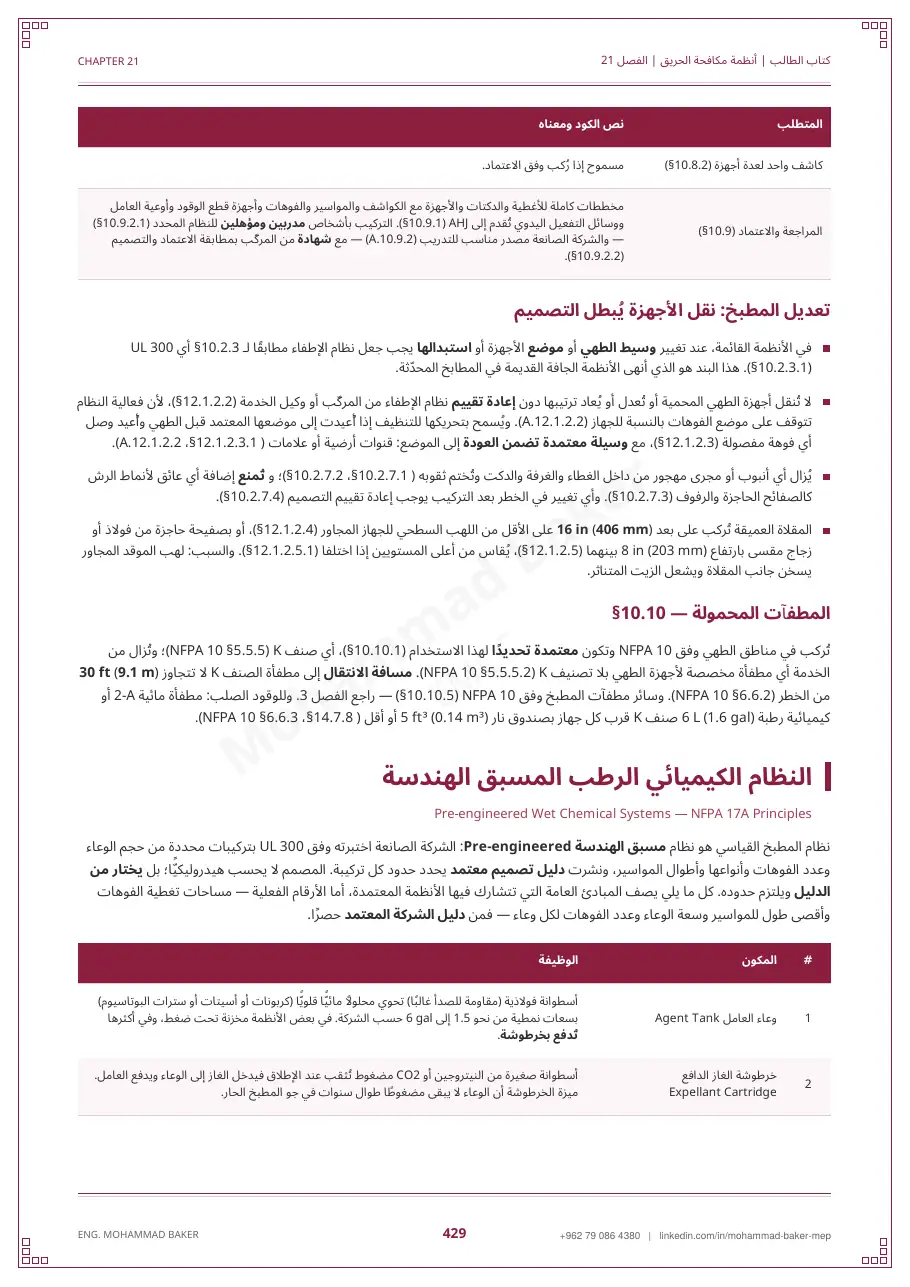 كتاب الطالب | أنظمة مكافحة الحريق | الفصل 21
CHAPTER 21
المتطلب
نص الكود ومعناه
كاشف واحد لعدة أجهزة (§10.8.2)
مسموح إذا رُكب وفق الاعتماد.
المراجعة والاعتماد (§10.9)
مخططات كاملة للأغطية والدكتات والأجهزة مع الكواشف والمواسير والفوهات وأجهزة قطع الوقود وأوعية العامل
ووسائل التفعيل اليدوي تُقدم إلى AHJ (§10.9.1). التركيب بأشخاص مدربين ومؤهلين للنظام المحدد (§10.9.2.1)
— والشركة الصانعة مصدر مناسب للتدريب (A.10.9.2) — مع شهادة من المركّب بمطابقة الاعتماد والتصميم
(§10.9.2.2).
تعديل المطبخ: نقل الأجهزة يُبطل التصميم
في الأنظمة القائمة، عند تغيير وسيط الطهي أو موضع الأجهزة أو استبدالها يجب جعل نظام الإطفاء مطابقًا لـ §10.2.3 أي UL 300
(§10.2.3.1). هذا البند هو الذي أنهى الأنظمة الجافة القديمة في المطابخ المحدّثة.
لا تُنقل أجهزة الطهي المحمية أو تُعدل أو يُعاد ترتيبها دون إعادة تقييم نظام الإطفاء من المركّب أو وكيل الخدمة (§12.1.2.2)، لأن فعالية النظام
تتوقف على موضع الفوهات بالنسبة للجهاز (A.12.1.2.2). ويُسمح بتحريكها للتنظيف إذا أُعيدت إلى موضعها المعتمد قبل الطهي وأُعيد وصل
أي فوهة مفصولة (§12.1.2.3)، مع وسيلة معتمدة تضمن العودة إلى الموضع: قنوات أرضية أو علامات ( §12.1.2.3.1، A.12.1.2.2).
يُزال أي أنبوب أو مجرى مهجور من داخل الغطاء والغرفة والدكت وتُختم ثقوبه ( §10.2.7.1، §10.2.7.2)؛ و تُمنع إضافة أي عائق لأنماط الرش
كالصفائح الحاجزة والرفوف (§10.2.7.3). وأي تغيير في الخطر بعد التركيب يوجب إعادة تقييم التصميم (§10.2.7.4).
المقلاة العميقة تُركب على بعد 16 in (406 mm) على الأقل من اللهب السطحي للجهاز المجاور (§12.1.2.4)، أو بصفيحة حاجزة من فولاذ أو
زجاج مقسى بارتفاع 8 in (203 mm) بينهما (§12.1.2.5)، يُقاس من أعلى المستويين إذا اختلفا (§12.1.2.5.1). والسبب: لهب الموقد المجاور
يسخن جانب المقلاة ويشعل الزيت المتناثر.
المطفآت المحمولة — §10.10
تُركب في مناطق الطهي وفق NFPA 10 وتكون معتمدة تحديدًا لهذا الاستخدام (§10.10.1)، أي صنف K (NFPA 10 §5.5.5)؛ وتُزال من
الخدمة أي مطفأة مخصصة لأجهزة الطهي بلا تصنيف K (NFPA 10 §5.5.5.2). مسافة الانتقال إلى مطفأة الصنف K لا تتجاوز 30 ft (9.1 m)
من الخطر (NFPA 10 §6.6.2). وسائر مطفآت المطبخ وفق NFPA 10 (§10.10.5) — راجع الفصل 3. وللوقود الصلب: مطفأة مائية 2-A أو
كيميائية رطبة 6 L (1.6 gal) صنف K قرب كل جهاز بصندوق نار 5 ft³ (0.14 m³) أو أقل ( §14.7.8، NFPA 10 §6.6.3).
النظام الكيميائي الرطب المسبق الهندسة
Pre-engineered Wet Chemical Systems — NFPA 17A Principles
نظام المطبخ القياسي هو نظام مسبق الهندسة Pre-engineered: الشركة الصانعة اختبرته وفق UL 300 بتركيبات محددة من حجم الوعاء
وعدد الفوهات وأنواعها وأطوال المواسير، ونشرت دليل تصميم معتمد يحدد حدود كل تركيبة. المصمم لا يحسب هيدروليكيًّا؛ بل يختار من
الدليل ويلتزم حدوده. كل ما يلي يصف المبادئ العامة التي تتشارك فيها الأنظمة المعتمدة، أما الأرقام الفعلية — مساحات تغطية الفوهات
وأقصى طول للمواسير وسعة الوعاء وعدد الفوهات لكل وعاء — فمن دليل الشركة المعتمد حصرًا.
#
المكون
الوظيفة
1
وعاء العامل Agent Tank
أسطوانة فولاذية (مقاومة للصدأ غالبًا) تحوي محلولًا مائيًّا قلويًّا (كربونات أو أسيتات أو سترات البوتاسيوم)
بسعات نمطية من نحو 1.5 إلى 6 gal حسب الشركة. في بعض الأنظمة مخزنة تحت ضغط، وفي أكثرها
تُدفع بخرطوشة.
2
خرطوشة الغاز الدافع
Expellant Cartridge
أسطوانة صغيرة من النيتروجين أو CO2 مضغوط تُثقب عند الإطلاق فيدخل الغاز إلى الوعاء ويدفع العامل.
ميزة الخرطوشة أن الوعاء لا يبقى مضغوطًا طوال سنوات في جو المطبخ الحار.
Mohammad Baker
ENG. MOHAMMAD BAKER
429
+962 79 086 4380 | linkedin.com/in/mohammad-baker-mep